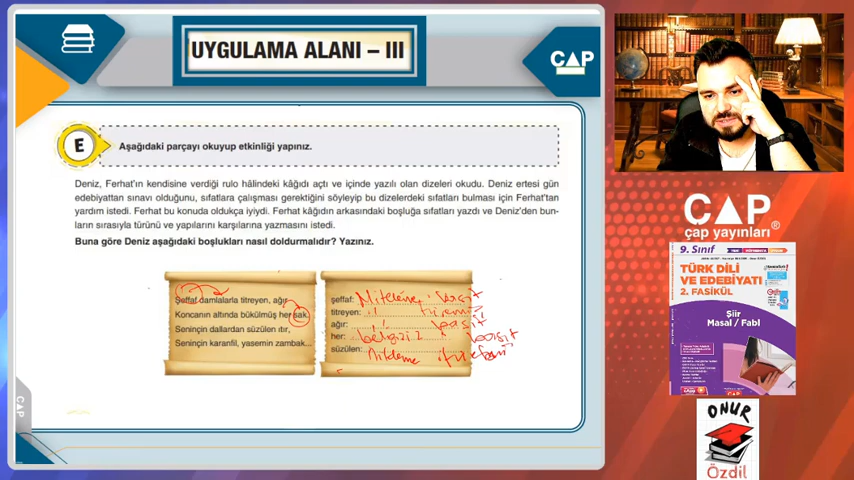 UYGULAMA ALANI – III
CAP
E
Aşağıdaki parçayı okuyup etkinliği yapınız.
Deniz, Ferhat'ın kendisine verdiği rulo hâlindeki kâğıdı açtı ve içinde yazılı olan dizeleri okudu. Deniz ertesi gün
edebiyattan sınavı olduğunu, sıfatlara çalışması gerektiğini söyleyip bu dizelerdeki sıfatları bulması için Ferhat'tan
yardım istedi. Ferhat bu konuda oldukça iyiydi. Ferhat kâğıdın arkasındaki boşluğa sıfatları yazdı ve Deniz'den bun-
ların sırasıyla türünü ve yapılarını karşılarına yazmasını istedi.
Buna göre Deniz aşağıdaki boşlukları nasıl doldurmalıdır? Yazınız.
Şeffaf damlalarla titreyen, ağır
Koncanın altında bükülmüş her sak,
Seninçin dallardan süzülen ıtır,
Seninçin karanfil, yasemin zambak...
şeffaf: Niteleme, basit
titreyen: " türemiş
ağır: " basit
her: belgisiz, basit
süzülen: Niteleme, türemiş
CAP
CAP
çap yayınları®
9. Sınıf
TÜRK DİLİ
VE EDEBİYATI
2. FASİKÜL
Şiir
Masal / Fabl
ONUR
Özdil